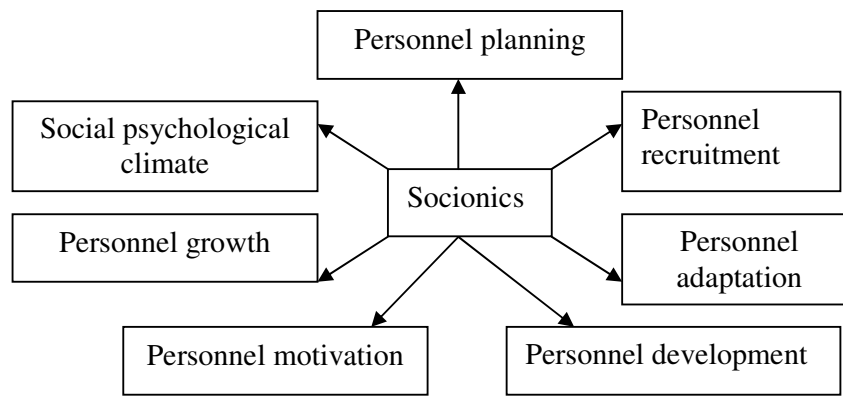 Personnel planning
Social psychological
climate
Personnel
recruitment
Socionics
Personnel growth
Personnel
adaptation
Personnel motivation
Personnel development